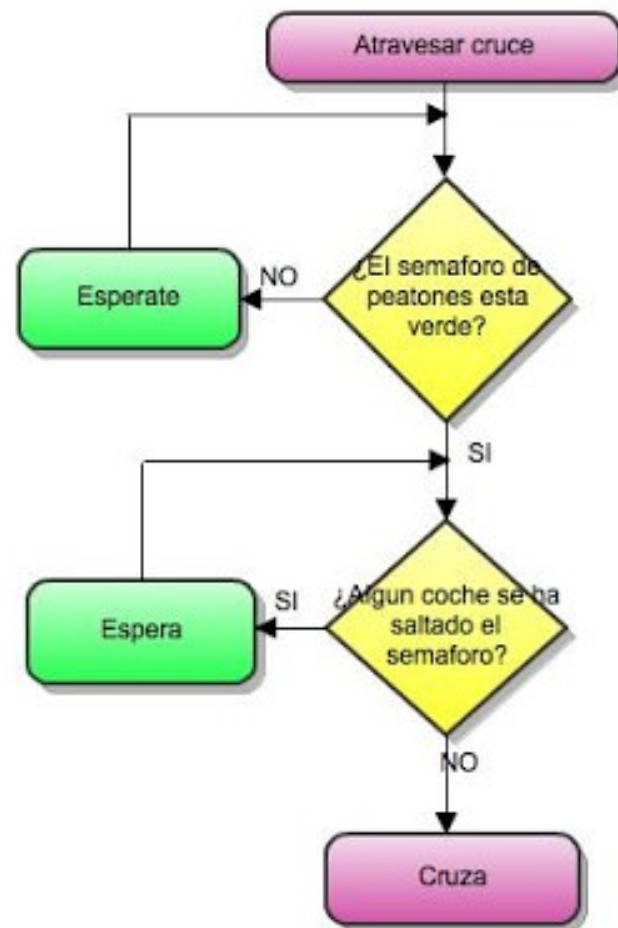 Atravesar cruce
¿El semaforo de
peatones esta
verde?
NO
Esperate
SI
¿Algun coche se ha
saltado el
semaforo?
SI
Espera
NO
Cruza